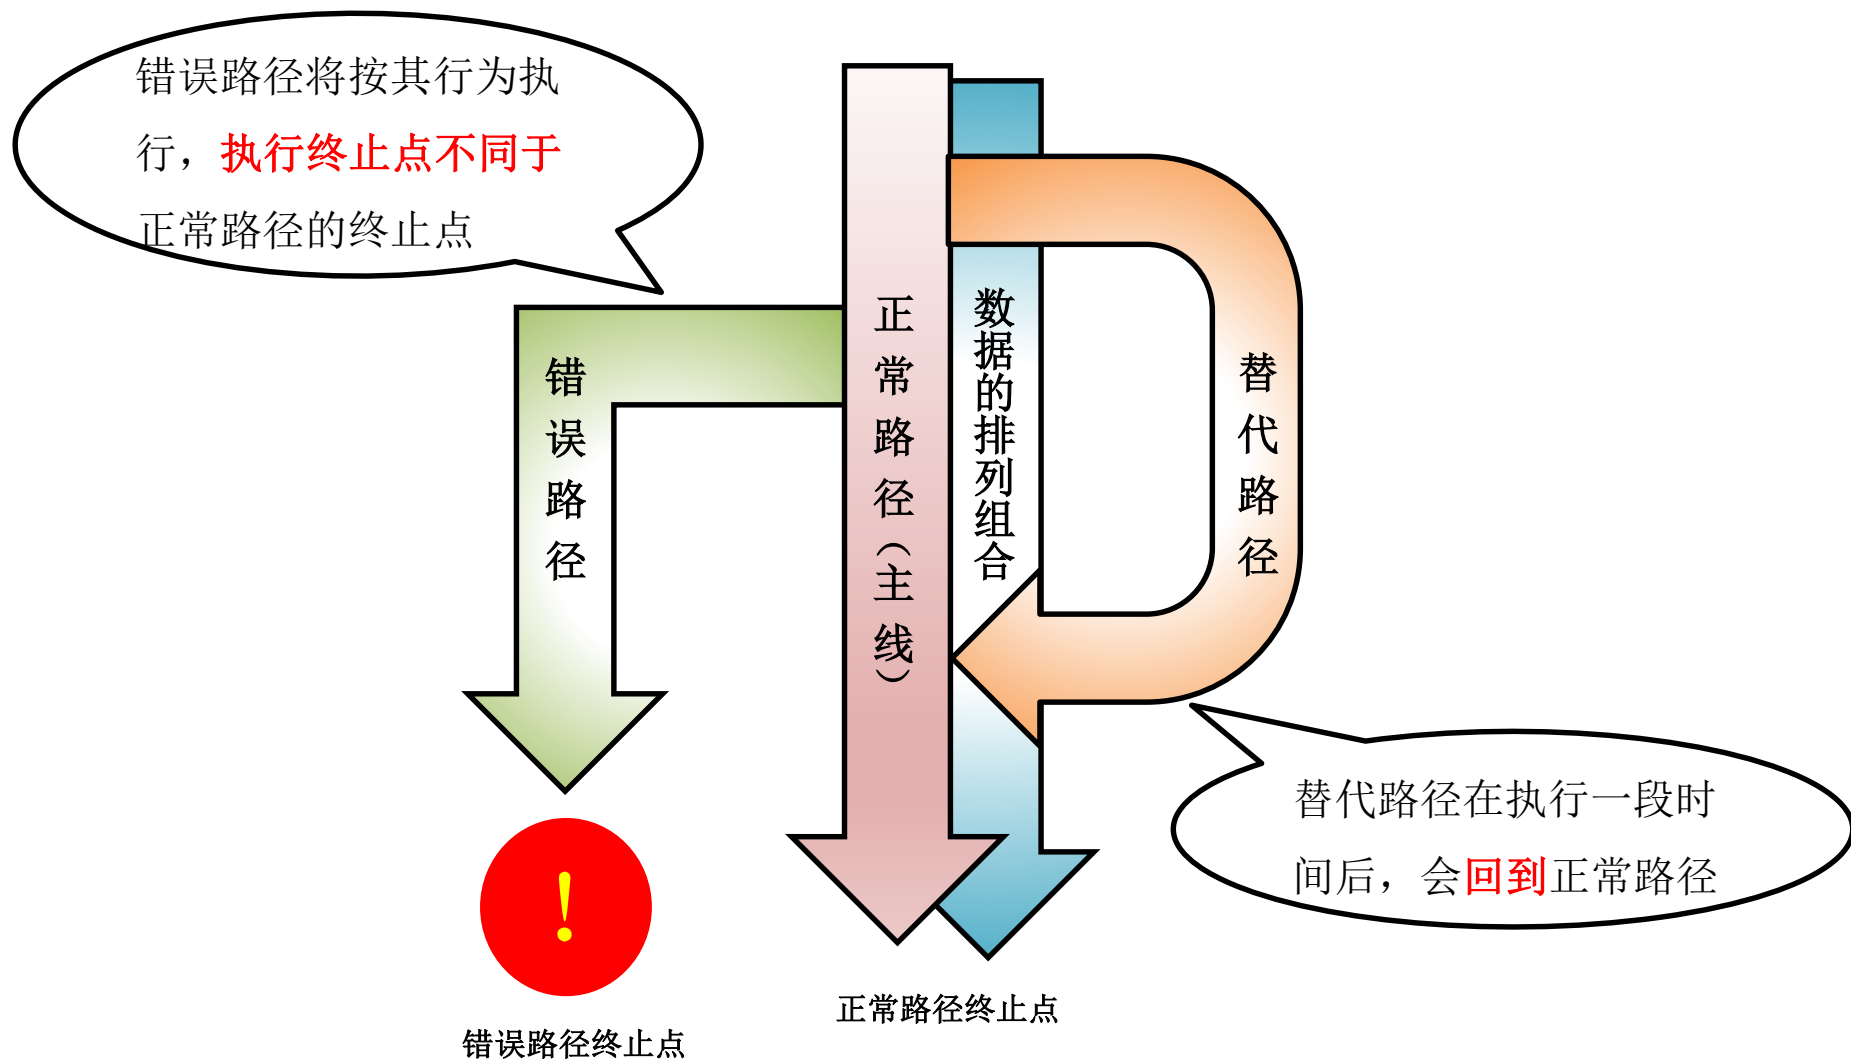 错误路径将按其行为执
行，执行终止点不同于
正常路径的终止点
错误路径
正常路径（主线）
数据的排列组合
替代路径
替代路径在执行一段时
间后，会回到正常路径
!
正常路径终止点
错误路径终止点